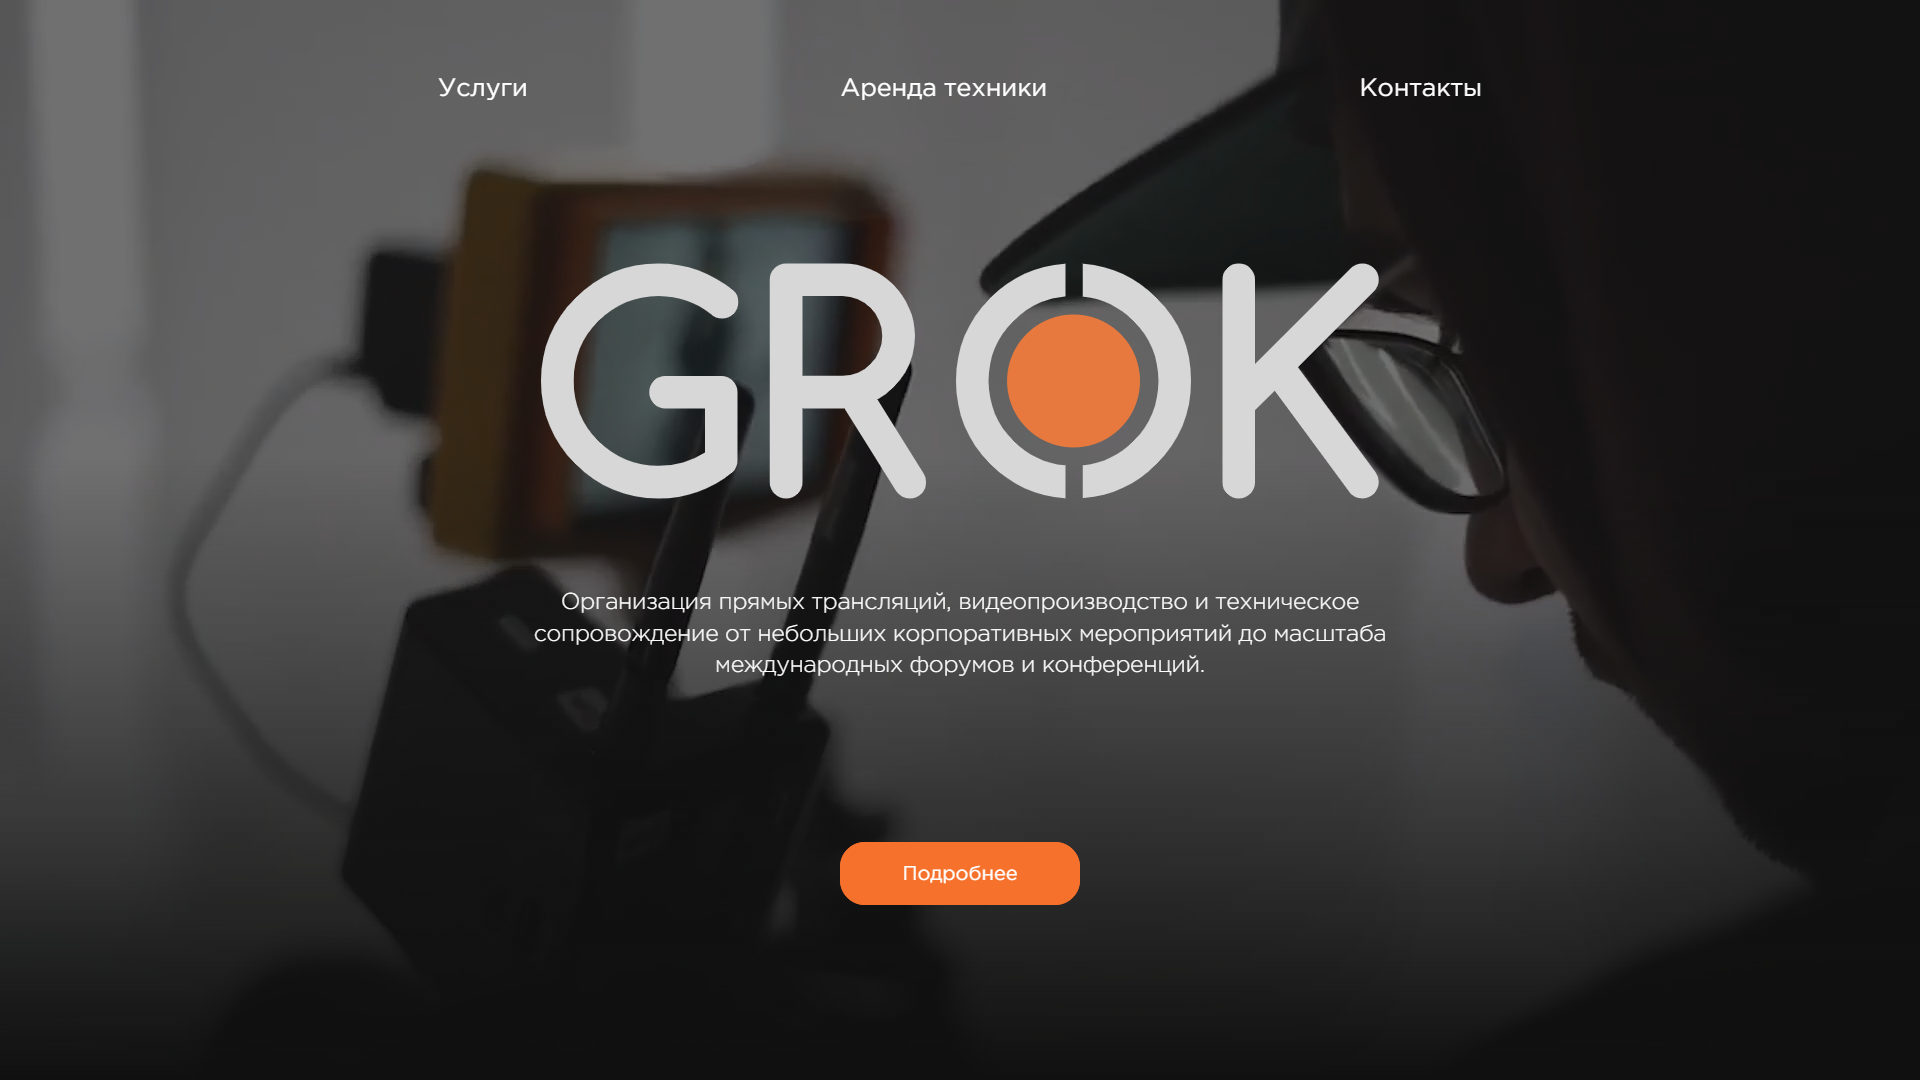 Услуги
Аренда техники
Контакты
GROK
Организация прямых трансляций, видеопроизводство и техническое
сопровождение от небольших корпоративных мероприятий до масштаба
международных форумов и конференций.
Подробнее